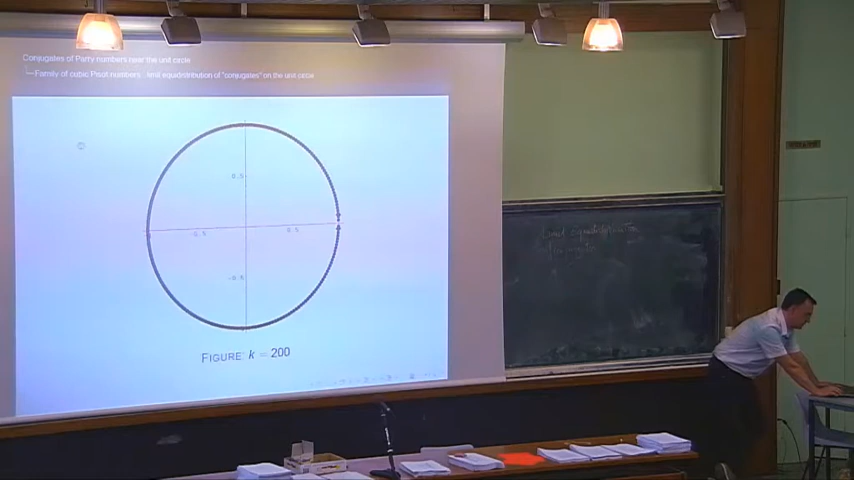 Conjugates of Parry numbers near the unit circle
Family of cubic Pisot numbers : limit equidistribution of "conjugates" on the unit circle
0.5
-0.5
0.5
-0.5
FIGURE k = 200